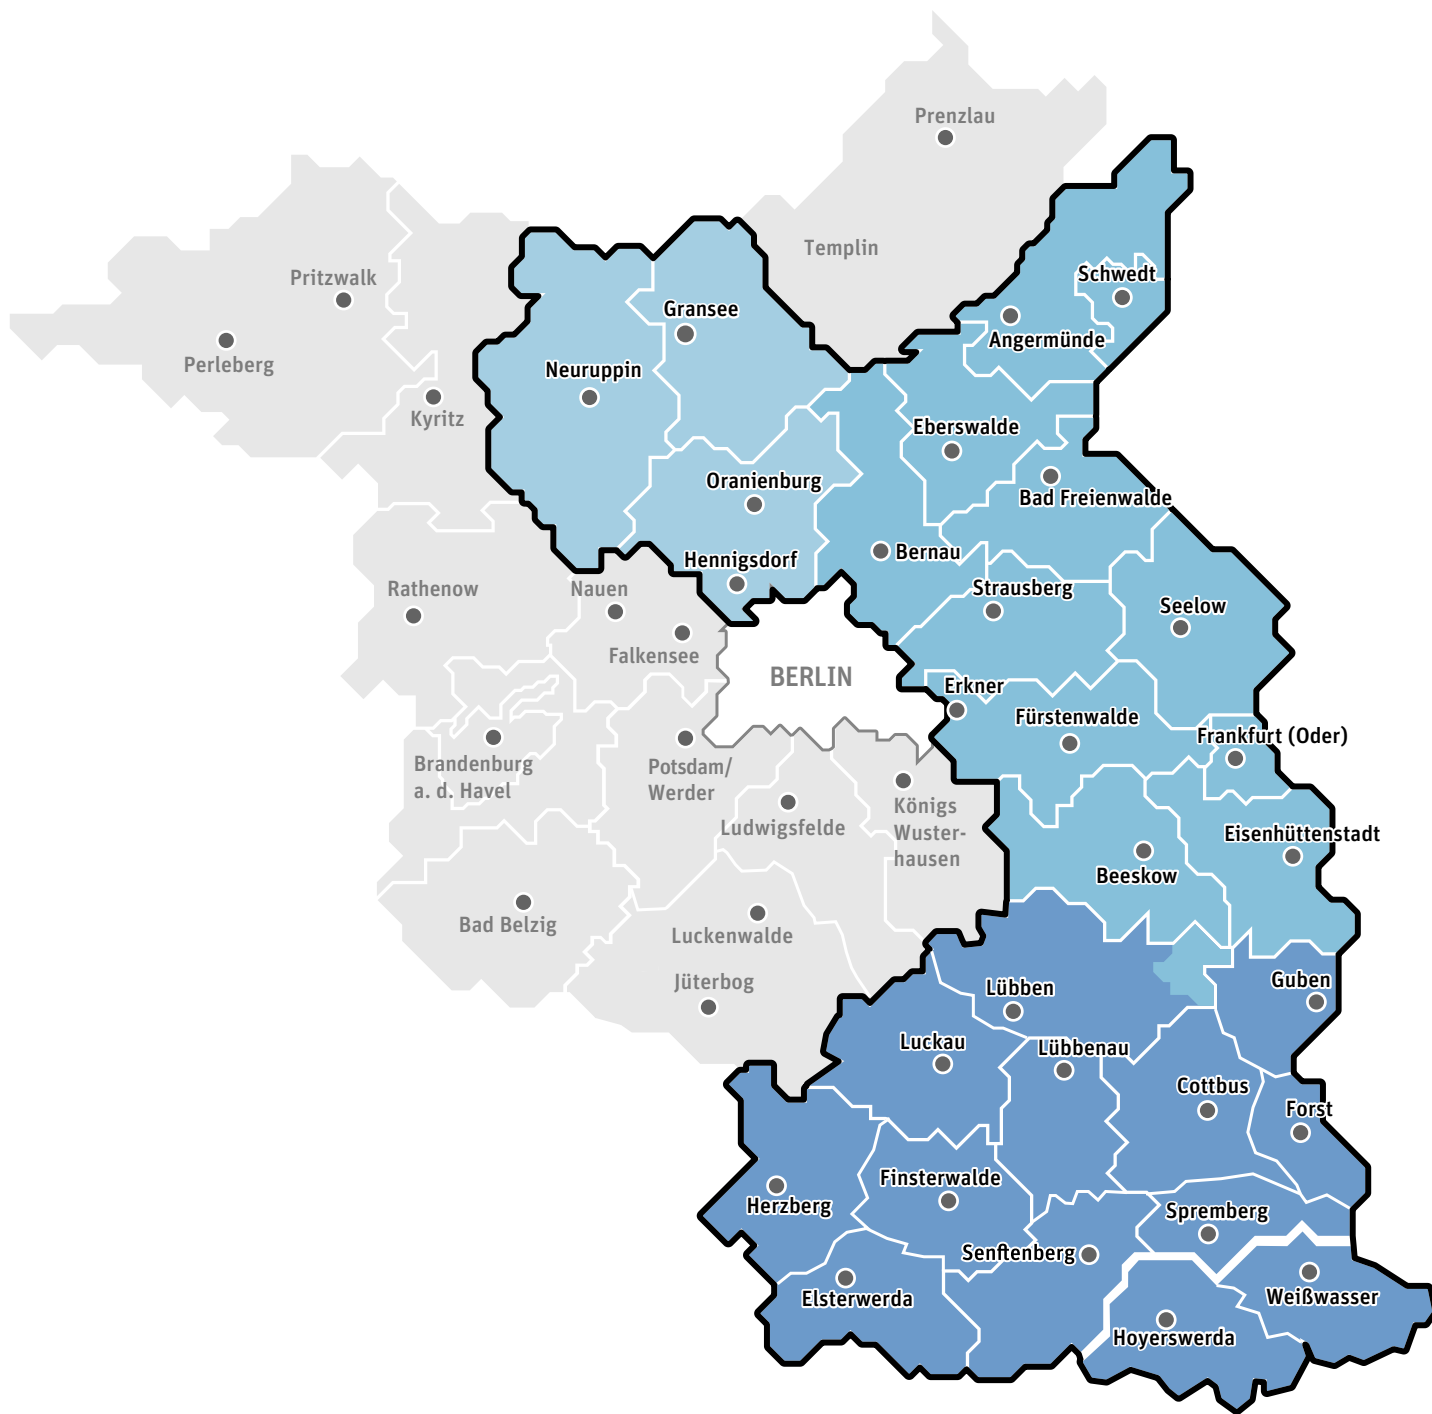 Prenzlau
Templin
Schwedt
Pritzwalk
Gransee
Angermünde
Perleberg
Neuruppin
Kyritz
Eberswalde
Oranienburg
Bad Freienwalde
Hennigsdorf
Bernau
Rathenow
Nauen
Strausberg
Seelow
Falkensee
BERLIN
Erkner
Fürstenwalde
Frankfurt (Oder)
Brandenburg
a. d. Havel
Potsdam/
Werder
Ludwigsfelde
Königs
Wuster-
hausen
Eisenhüttenstadt
Beeskow
Bad Belzig
Luckenwalde
Jüterbog
Lübben
Guben
Luckau
Lübbenau
Cottbus
Forst
Finsterwalde
Herzberg
Spremberg
Senftenberg
Elsterwerda
Weißwasser
Hoyerswerda